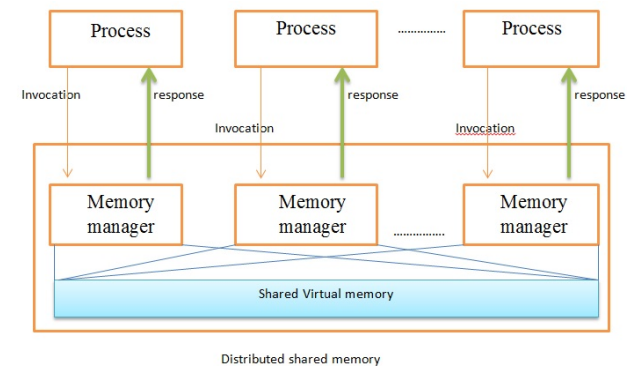 Process
Process
...............
Process
Invocation
response
Invocation
response
Invocation
response
Memory
manager
Memory
manager
................
Memory
manager
Shared Virtual memory
Distributed shared memory